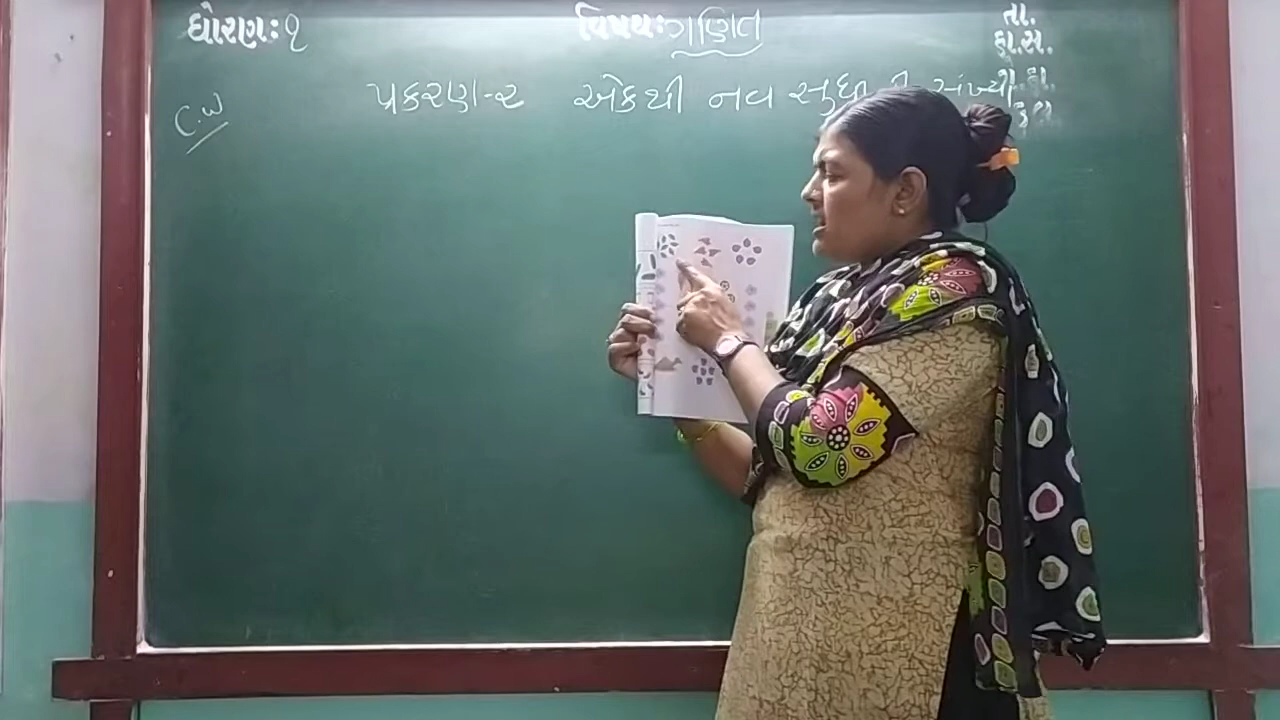 ધોરણ: ૧
વિષય: ગણિત
તા.
હા.સ.
ગે.હા.
કુલ
C.W
પ્રકરણ-૨ એકથી નવ સુધીની સંખ્યા